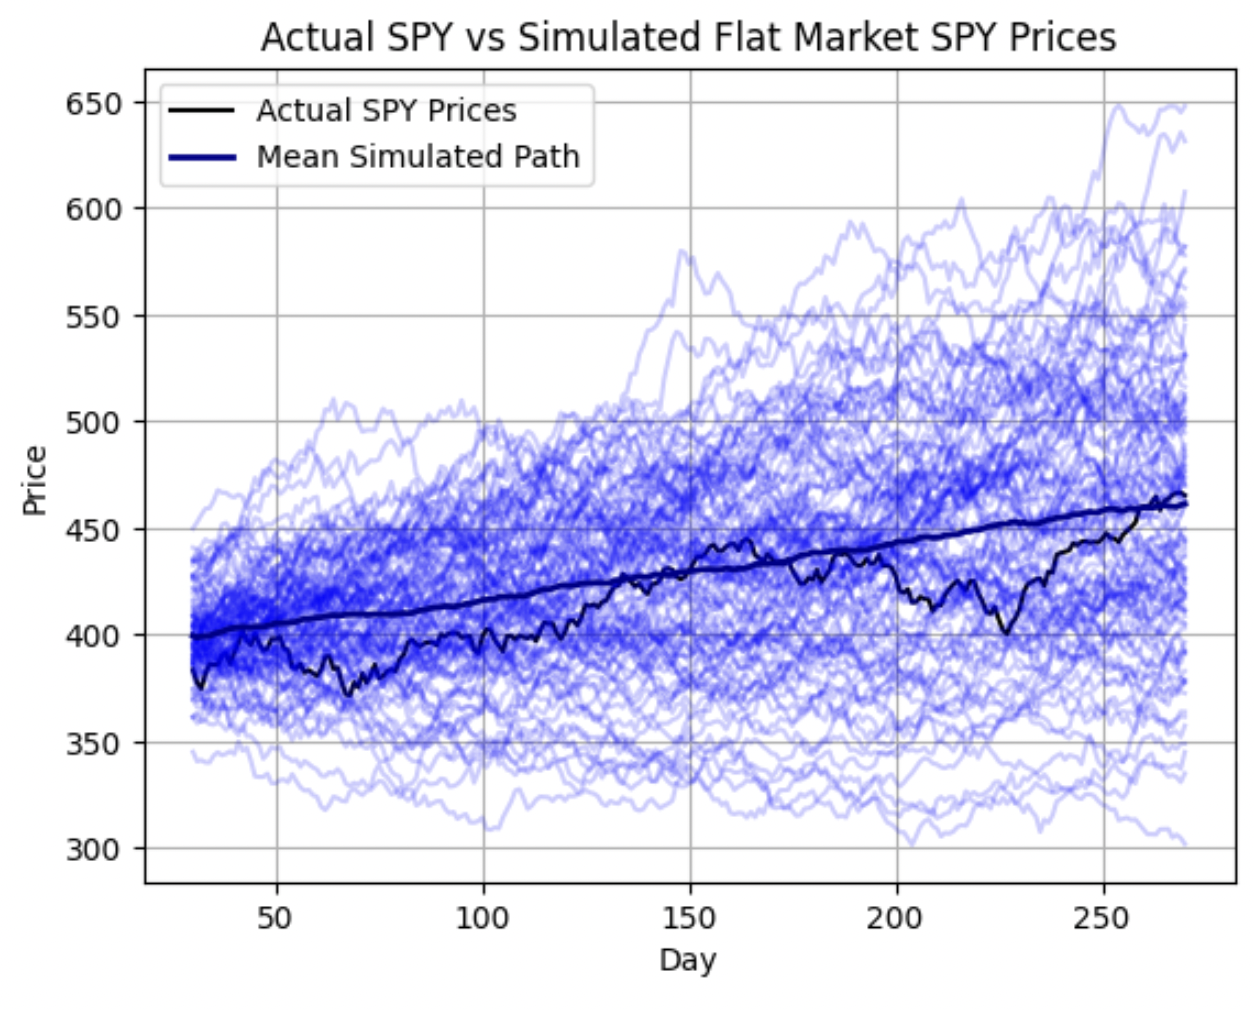 Actual SPY vs Simulated Flat Market SPY Prices
Actual SPY Prices
Mean Simulated Path
650
600
550
500
450
400
350
300
Price
50 100 150 200 250
Day